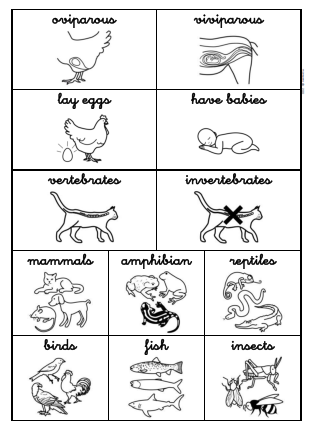 oviparous viviparous
lay eggs have babies
vertebrates invertebrates
mammals amphibian reptiles
birds fish insects